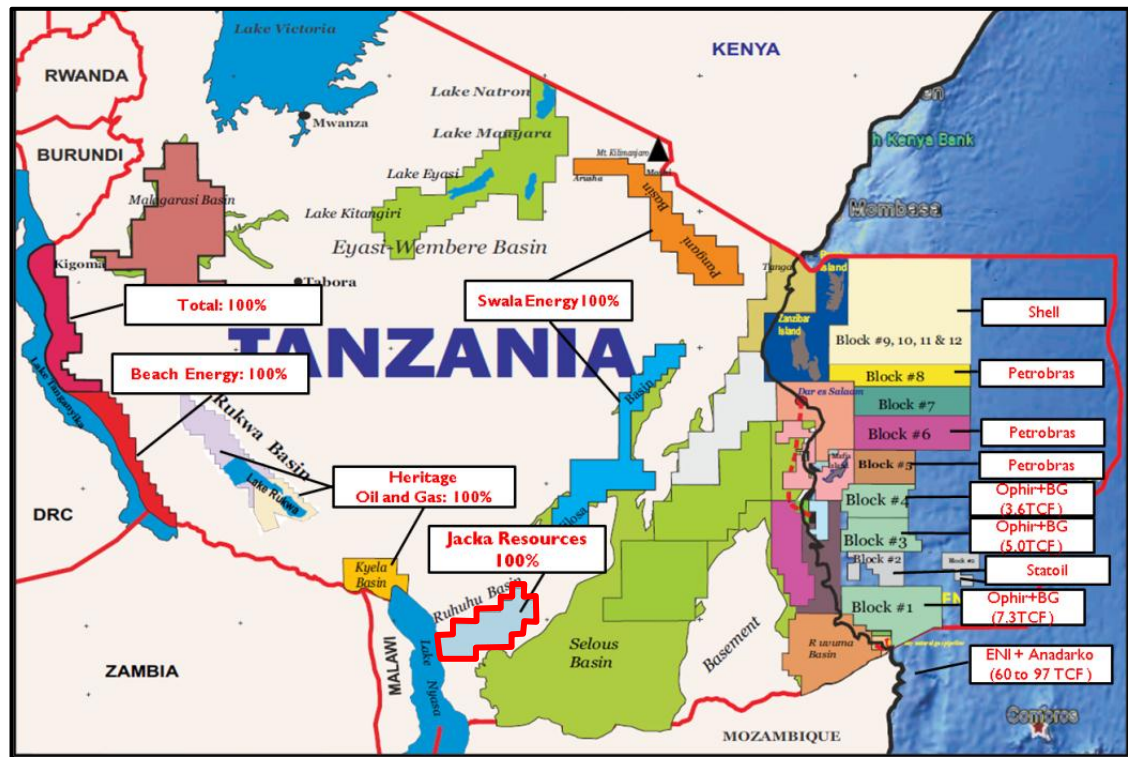 Lake Victoria
KENYA
RWANDA
Lake Natron
Mwanza
Lake Manyara
h Kenya Bank
BURUNDI
Mt. Kilimanjaro
Moshi
Arusha
Lake Eyasi
Malagarasi Basin
Mombasa
Lake Kitangiri
Basin
Pangani
Eyasi-Wembere Basin
Kigoma
Tanga
Island
Tabora
Total: 100%
Swala Energy 100%
Shell
Zanzibar
Island
TANZANIA
Block #9, 10, 11 & 12
Beach Energy: 100%
Block #8
Petrobras
Lake Tanganyika
Basin
Dar es Salaam
Block #7
Rukwa Basin
Block #6
Petrobras
Mafia
Island
Block #5
Petrobras
Heritage
Oil and Gas: 100%
Lake Rukwa
Block #4
Ophir+BG
(3.6TCF)
DRC
Jacka Resources
100%
Block #3
Ophir+BG
(5.0TCF)
Block #2
Statoil
Kyela
Basin
Ruhuhu Basin
Block #1
Ophir+BG
(7.3TCF)
Selous
Basin
Basement
Ruvuma
Basin
ZAMBIA
MALAWI
Lake Nyasa
ENI + Anadarko
(60 to 97 TCF)
Comoros
MOZAMBIQUE